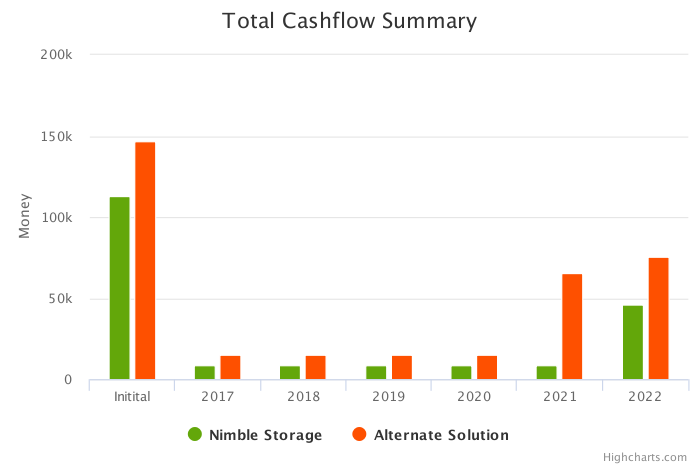 Total Cashflow Summary
200k
150k
100k
50k
0
Money
Initital 2017 2018 2019 2020 2021 2022
Nimble Storage Alternate Solution
Highcharts.com